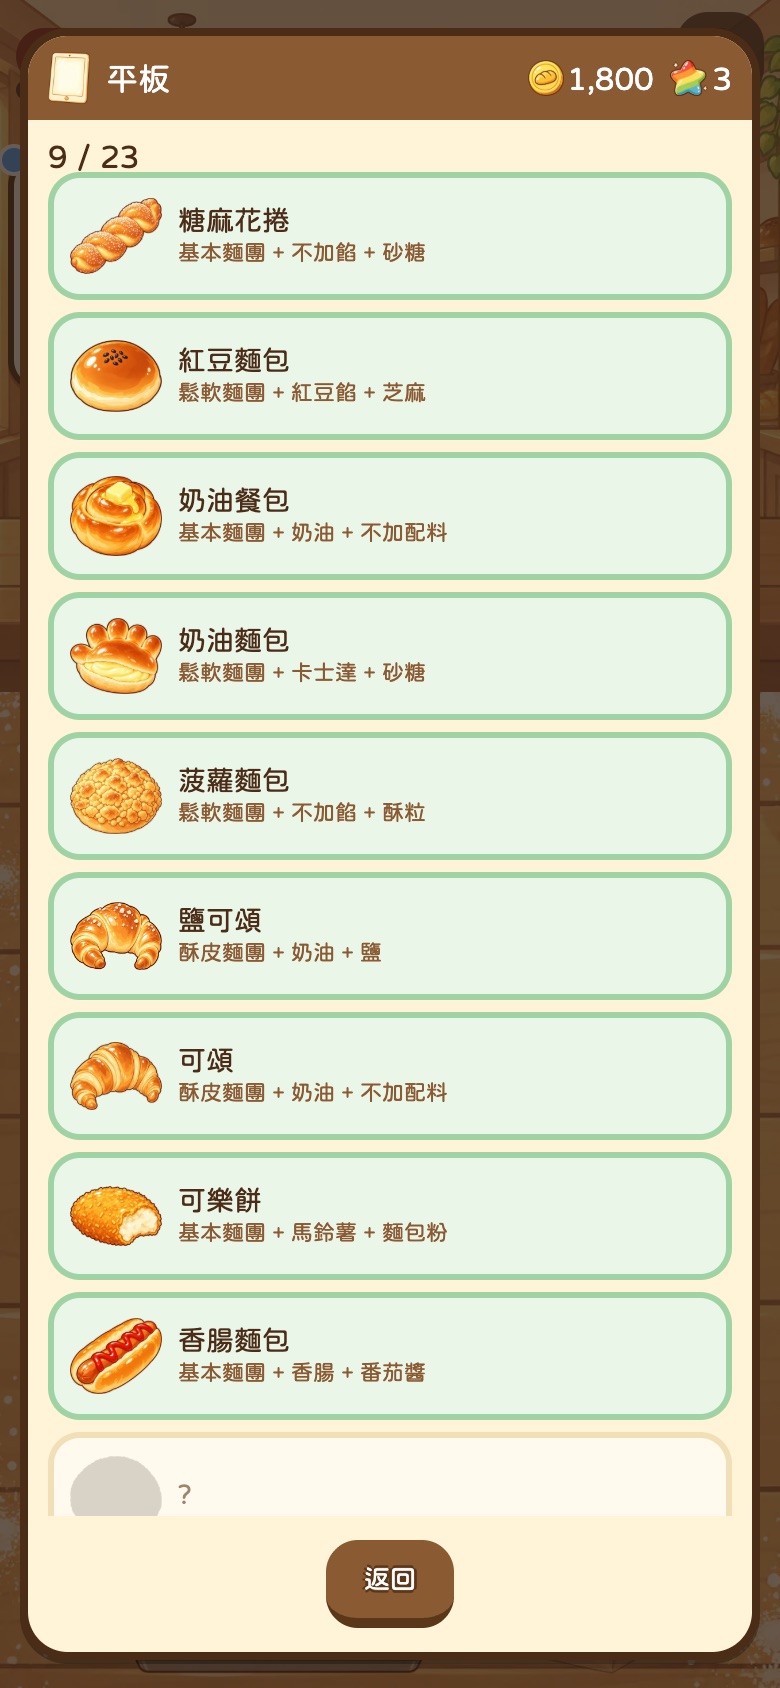 平板
1,800
3
9 / 23
糖麻花捲
基本麵團 + 不加餡 + 砂糖
紅豆麵包
鬆軟麵團 + 紅豆餡 + 芝麻
奶油餐包
基本麵團 + 奶油 + 不加配料
奶油麵包
鬆軟麵團 + 卡士達 + 砂糖
菠蘿麵包
鬆軟麵團 + 不加餡 + 酥粒
鹽可頌
酥皮麵團 + 奶油 + 鹽
可頌
酥皮麵團 + 奶油 + 不加配料
可樂餅
基本麵團 + 馬鈴薯 + 麵包粉
香腸麵包
基本麵團 + 香腸 + 番茄醬
?
返回